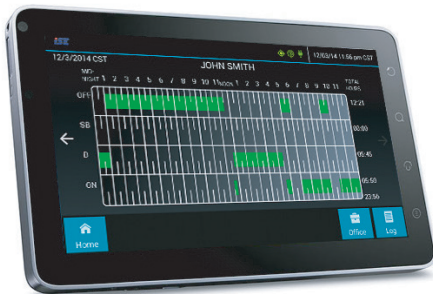 12/03/14 11:56 pm CST
12/3/2014 CST
JOHN SMITH
MID-
NIGHT 1 2 3 4 5 6 7 8 9 10 11 NOON 1 2 3 4 5 6 7 8 9 10 11 TOTAL
HOURS
OFF 12:21
SB 00:00
D 05:45
ON 05:50
23:56
Home
Office
Log